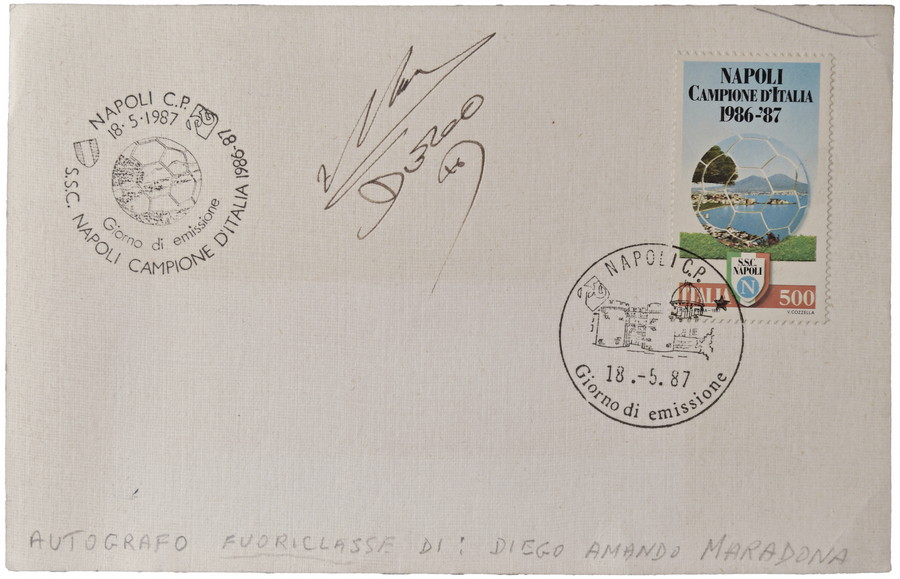 NAPOLI C.P.
18·5·1987
S.S.C. NAPOLI CAMPIONE D'ITALIA 1986-87
Giorno di emissione
NAPOLI
CAMPIONE D'ITALIA
1986-'87
S.S.C.
NAPOLI
N
ITALIA 500
V. COZZELLA
NAPOLI C.P.
18.-5.87
Giorno di emissione
AUTOGRAFO FUORICLASSE DI : DIEGO AMANDO MARADONA